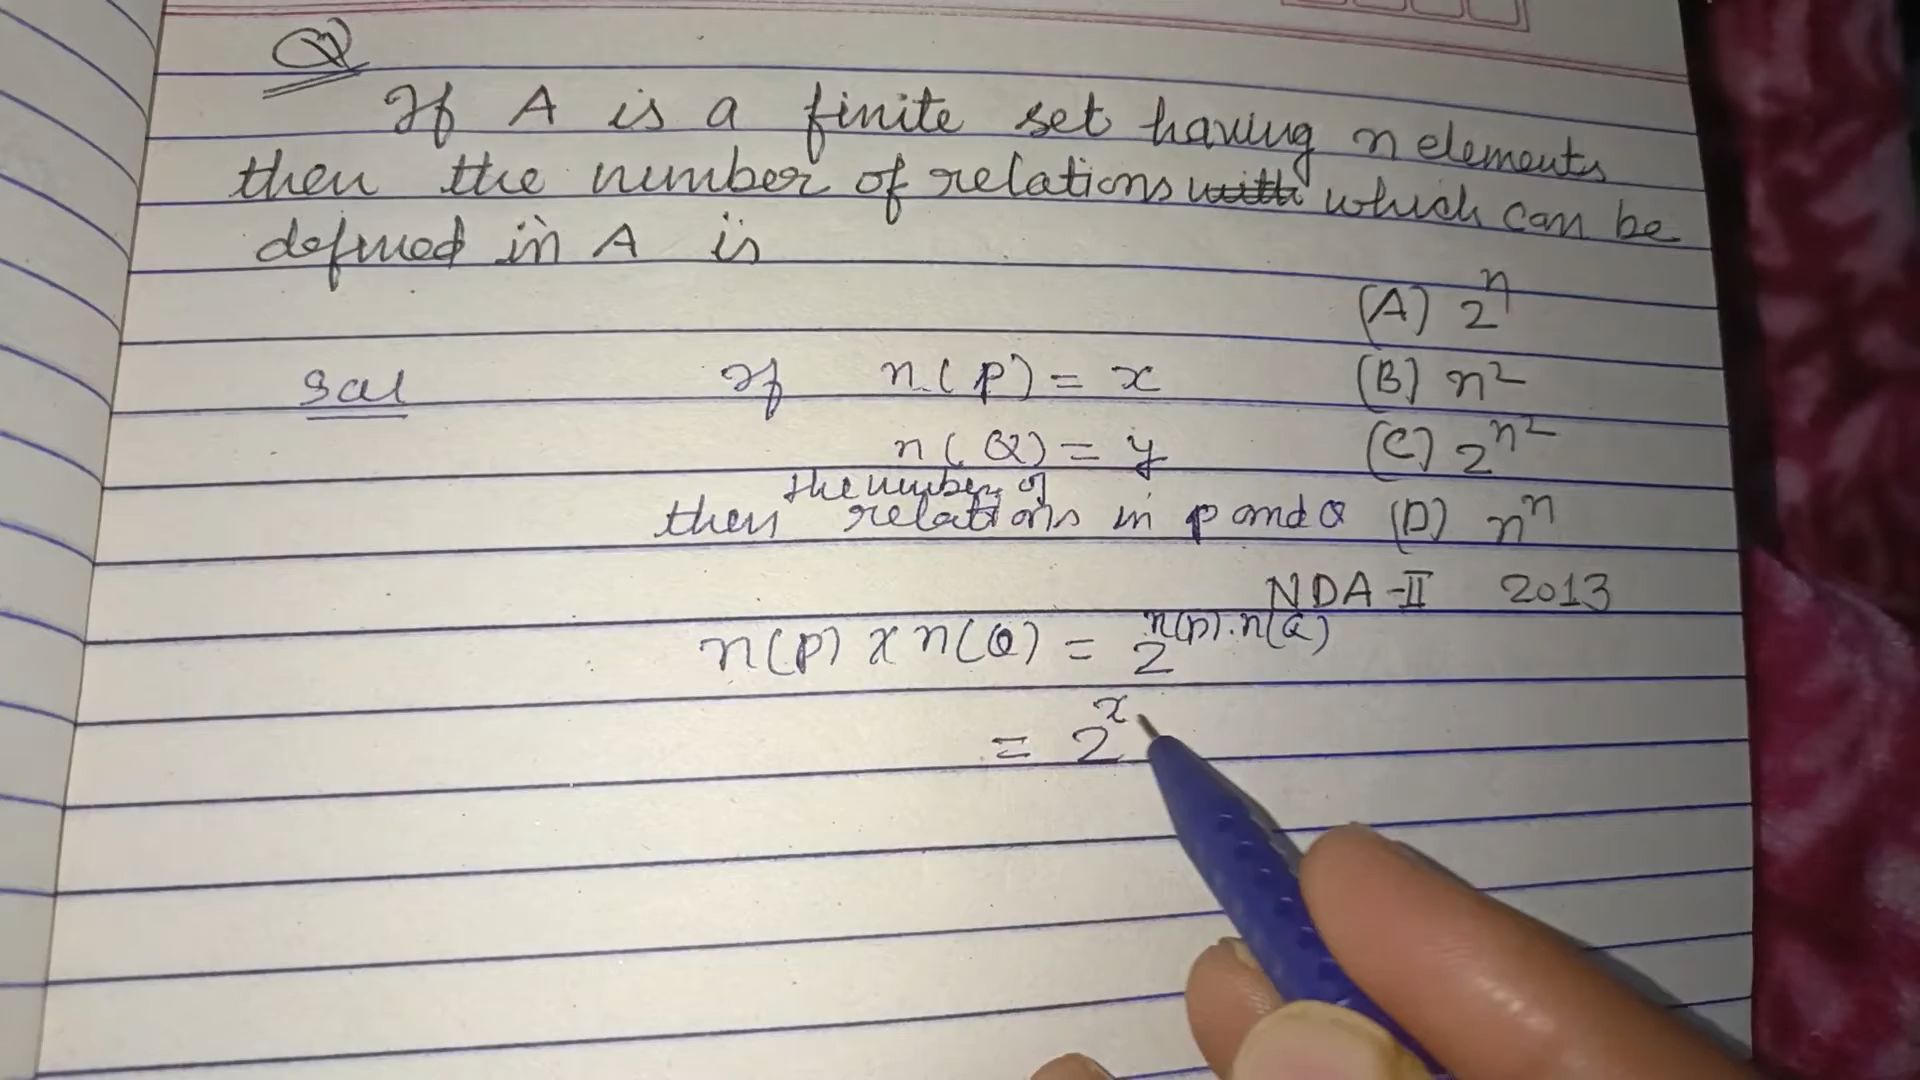 Q
If A is a finite set having n elements
then the number of relations which can be
defined in A is
(A) 2^n
Sol If n(P) = x (B) n^2
n(Q) = y (C) 2^n^2
the number of
then relations in P and Q (D) n^n
NDA-II 2013
n(P) x n(Q) = 2^n(P).n(Q)
= 2^x